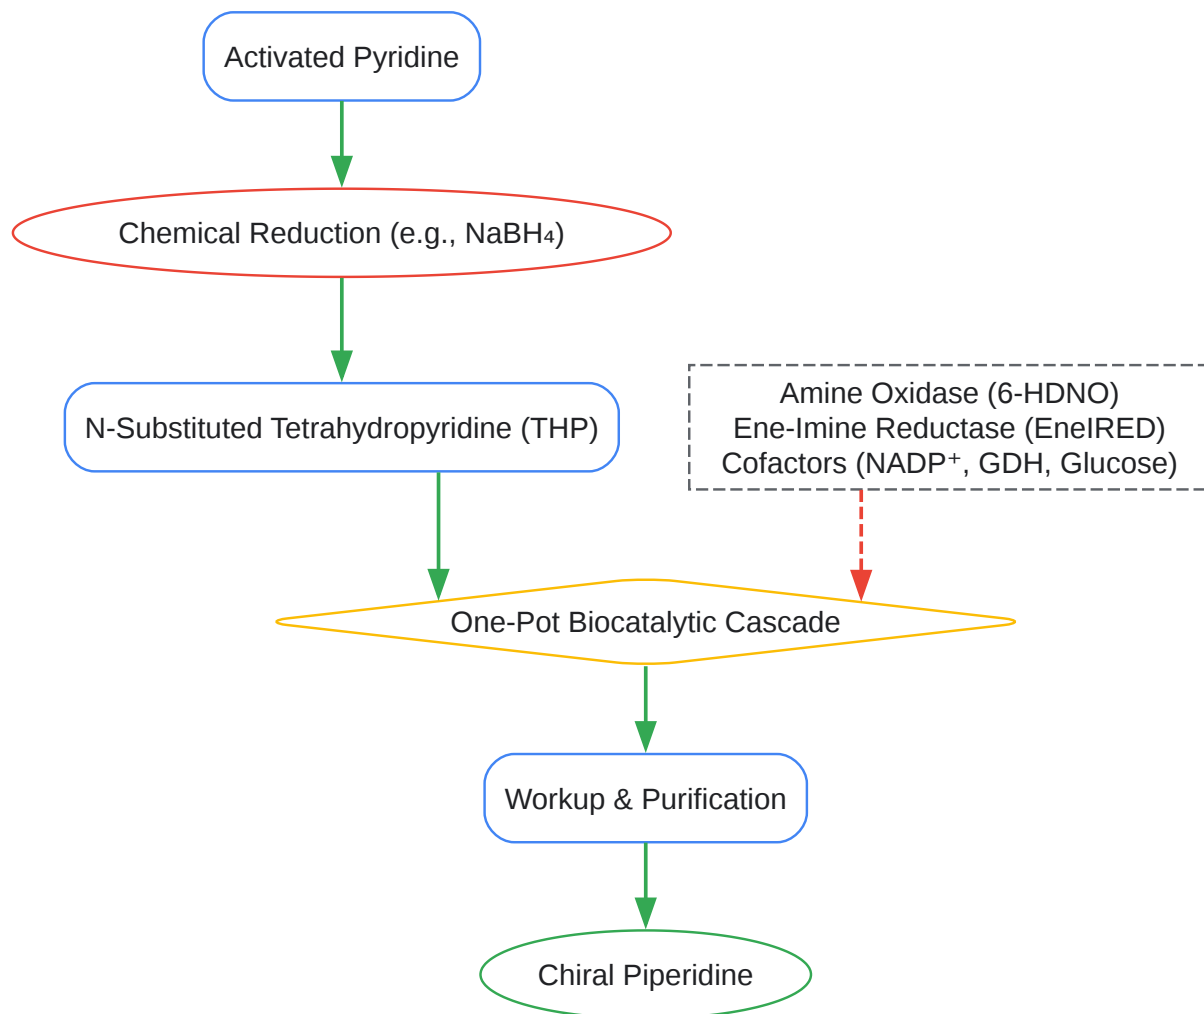 Activated Pyridine
Chemical Reduction (e.g., NaBH₄)
N-Substituted Tetrahydropyridine (THP)
Amine Oxidase (6-HDNO)
Ene-Imine Reductase (EneIRED)
Cofactors (NADP⁺, GDH, Glucose)
One-Pot Biocatalytic Cascade
Workup & Purification
Chiral Piperidine